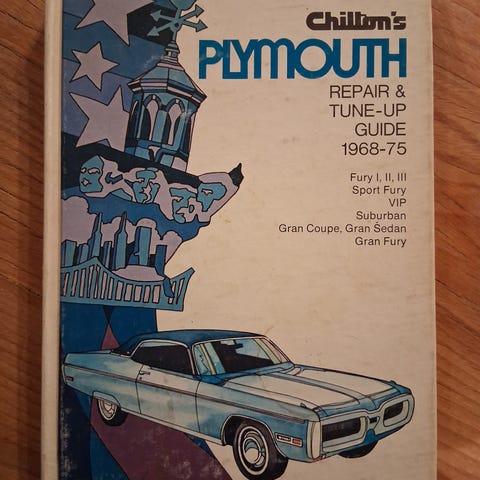 Chilton's
PLYMOUTH
REPAIR &
TUNE-UP
GUIDE
1968-75
Fury I, II, III
Sport Fury
VIP
Suburban
Gran Coupe, Gran Sedan
Gran Fury